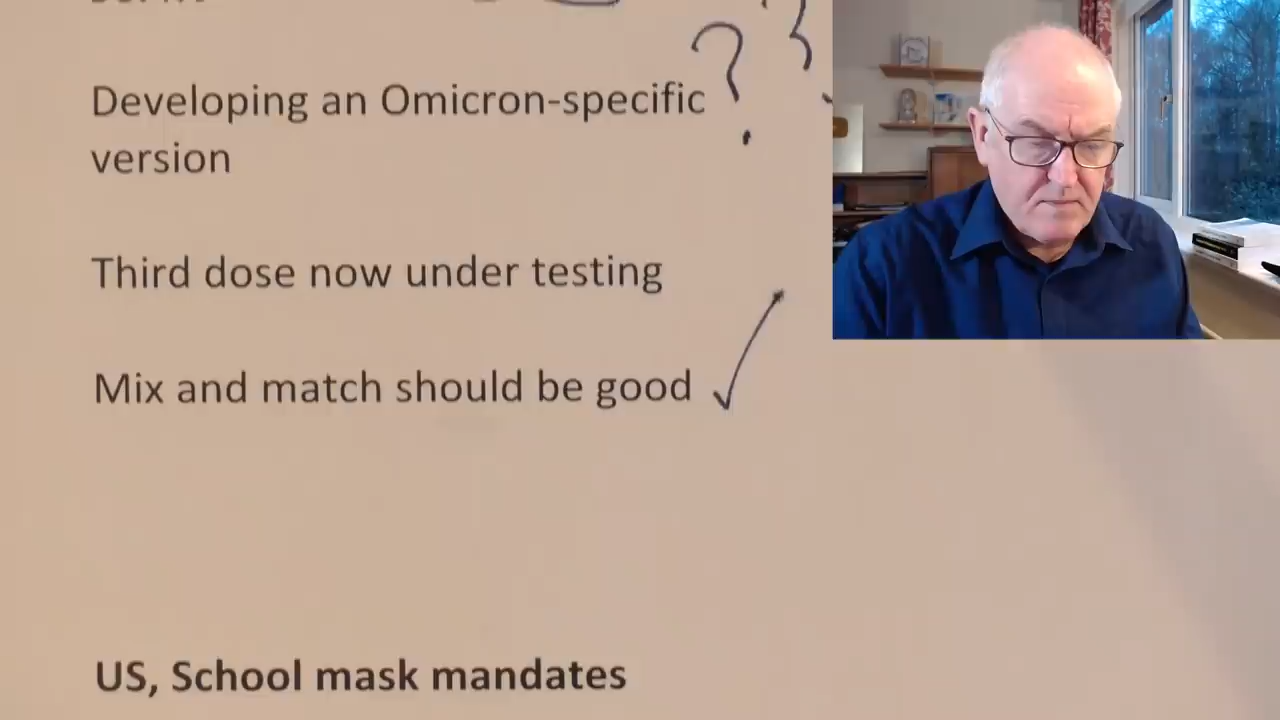 ?
Developing an Omicron-specific
version
Third dose now under testing
Mix and match should be good
US, School mask mandates